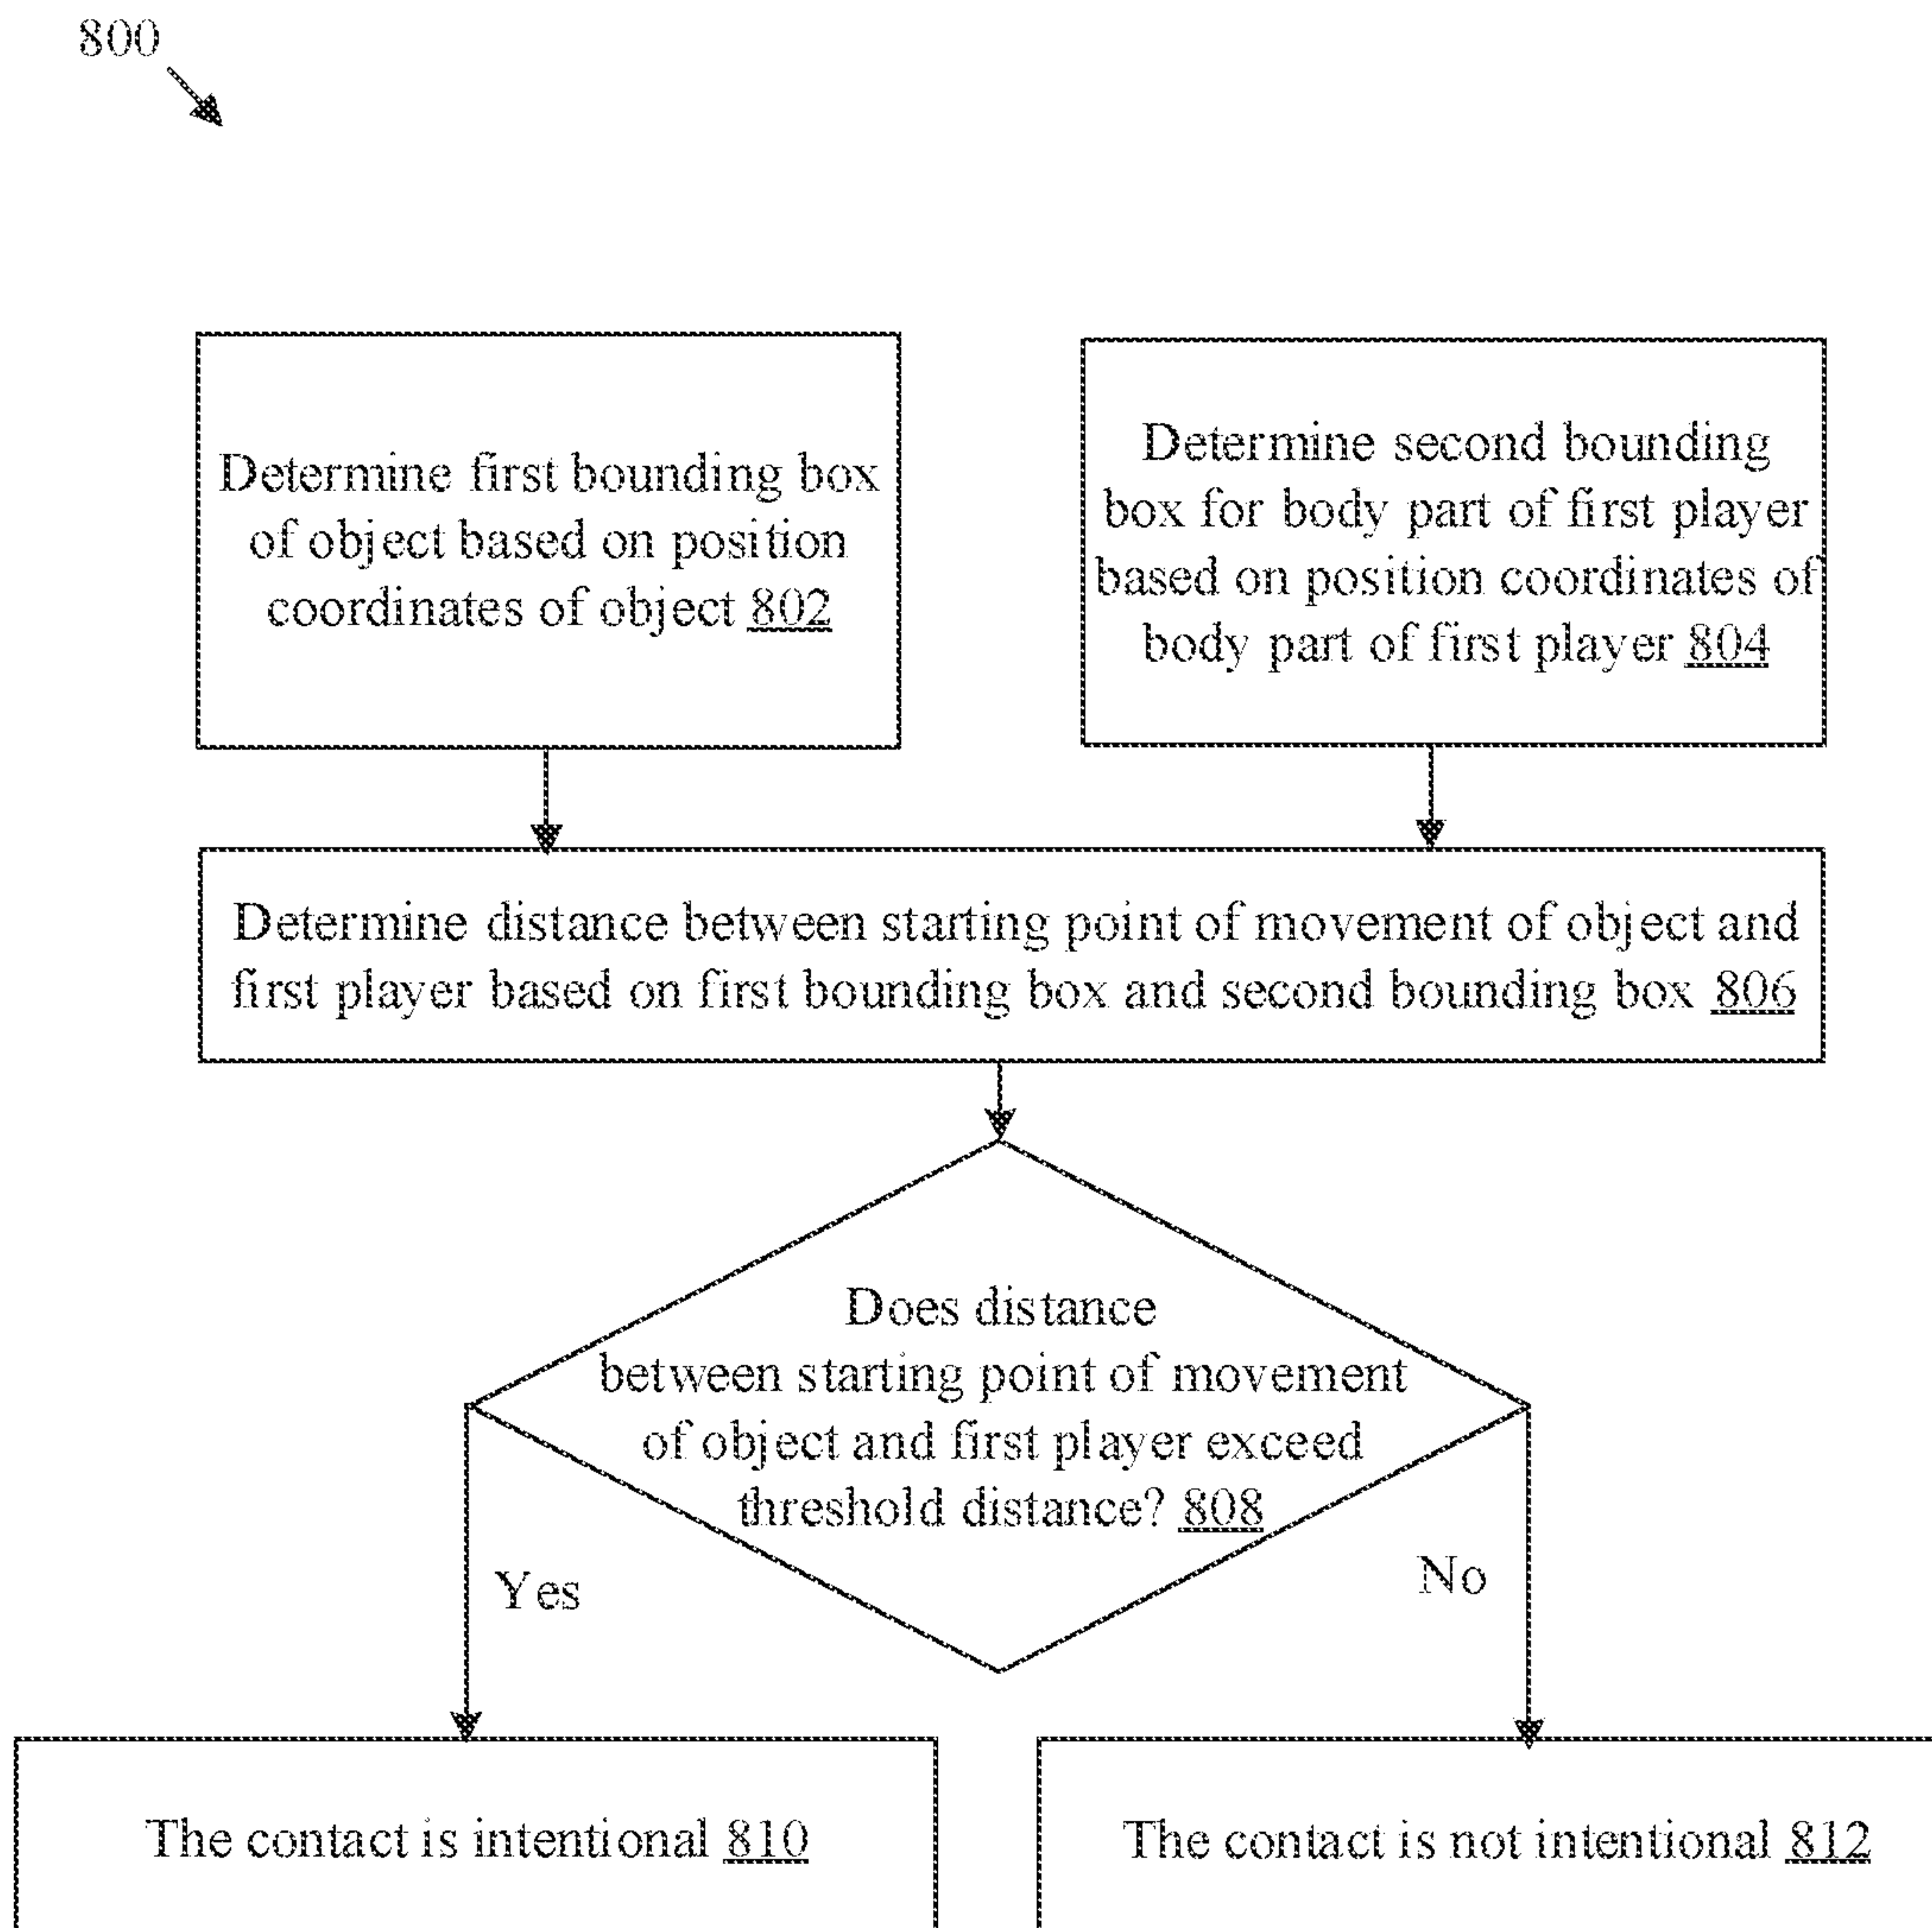 800
Determine first bounding box
of object based on position
coordinates of object 802
Determine second bounding
box for body part of first player
based on position coordinates of
body part of first player 804
Determine distance between starting point of movement of object and
first player based on first bounding box and second bounding box 806
Does distance
between starting point of movement
of object and first player exceed
threshold distance? 808
Yes
No
The contact is intentional 810
The contact is not intentional 812